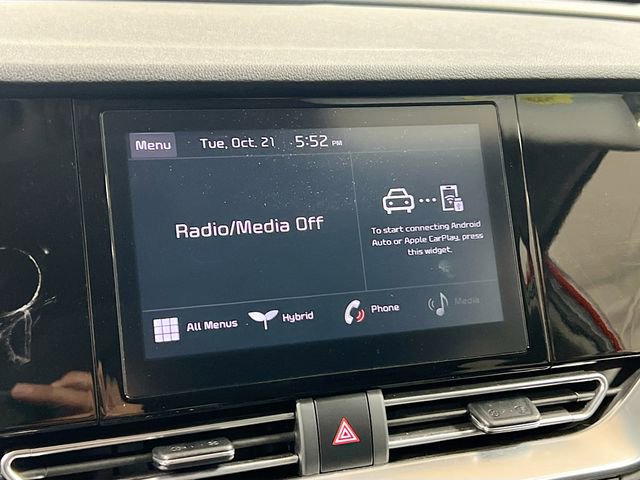 Menu
Tue, Oct. 21 5:52 PM
Radio/Media Off
To start connecting Android
Auto or Apple CarPlay, press
this widget.
All Menus
Hybrid
Phone
Media